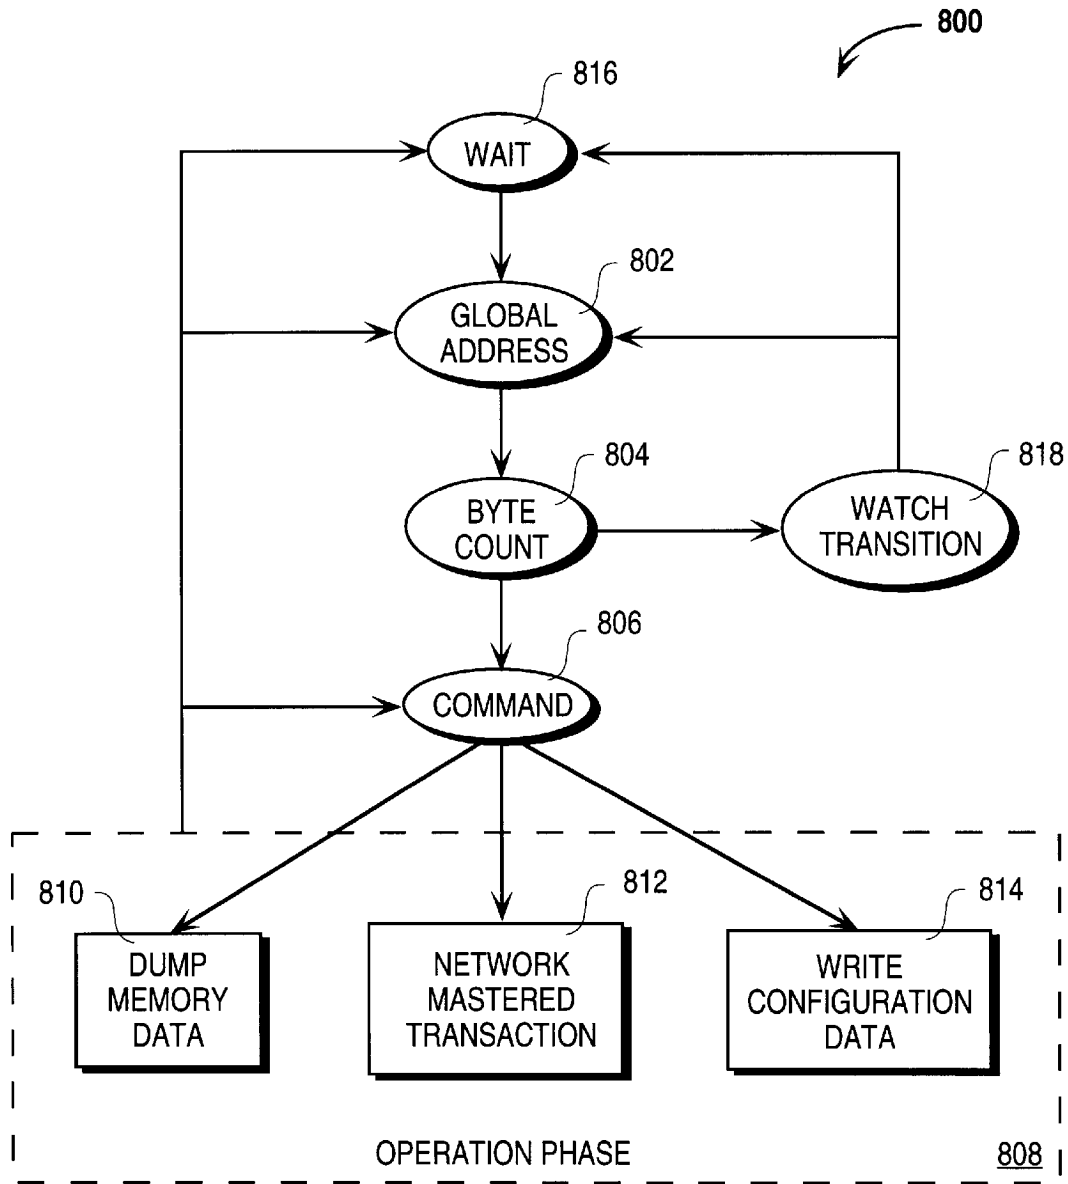 800
816
WAIT
802
GLOBAL
ADDRESS
804
BYTE
COUNT
818
WATCH
TRANSITION
806
COMMAND
810
DUMP
MEMORY
DATA
812
NETWORK
MASTERED
TRANSACTION
814
WRITE
CONFIGURATION
DATA
OPERATION PHASE
808